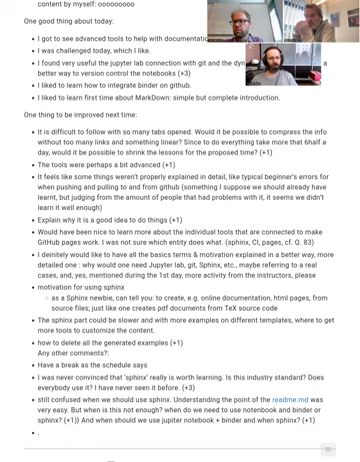 content by myself: ooooooooo
One good thing about today:
I got to see advanced tools to help with documentatic
I was challenged today, which I like.
I found very useful the jupyter lab connection with git and the dyn a
better way to version control the notebooks (+3)
I liked to learn how to integrate binder on github.
I liked to learn first time about MarkDown: simple but complete introduction.
One thing to be improved next time:
It is difficult to follow with so many tabs opened. Would it be possible to compress the info
without too many links and something linear? Since to do everything take more that 6half a
day, would it be possible to shrink the lessons for the proposed time? (+1)
The tools were perhaps a bit advanced (+1)
It feels like some things weren't properly explained in detail, like typical beginner's errors for
when pushing and pulling to and from github (something I suppose we should already have
learnt, but judging from the amount of people that had problems with it, it seems we didn't
learn it well enough)
Explain why it is a good idea to do things (+1)
Would have been nice to learn more about the individual tools that are connected to make
GitHub pages work. I was not sure which entity does what. (sphinx, CI, pages, cf. Q. 83)
I deinitely would like to have all the basics terms & motivation explained in a better way, more
detailed one : why would one need Jupyter lab, git, Sphinx, etc., maybe referring to a real
cases, and, yes, mentioned during the 1st day, more activity from the instructors, please
motivation for using sphinx
as a Sphinx newbie, can tell you: to create, e.g. online documentation, html pages, from
source files; just like one creates pdf documents from TeX source code
The sphinx part could be slower and with more examples on different templates, where to get
more tools to customize the content.
how to delete all the generated examples (+1)
Any other comments?:
Have a break as the schedule says
I was never convinced that 'sphinx' really is worth learning. Is this industry standard? Does
everybody use it? I have never seen it before. (+3)
still confused when we should use sphinx. Understanding the point of the readme.md was
very easy. But when is this not enough? when do we need to use notenbook and binder or
sphinx? (+1)) And when should we use jupiter notebook + binder and when sphinx? (+1)
.